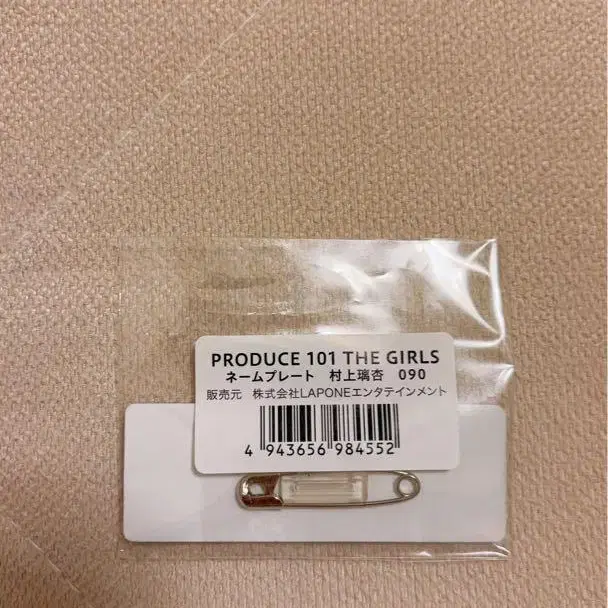 PRODUCE 101 THE GIRLS
ネームプレート 村上璃杏 090
販売元 株式会社LAPONEエンタテインメント
4 943656 984552